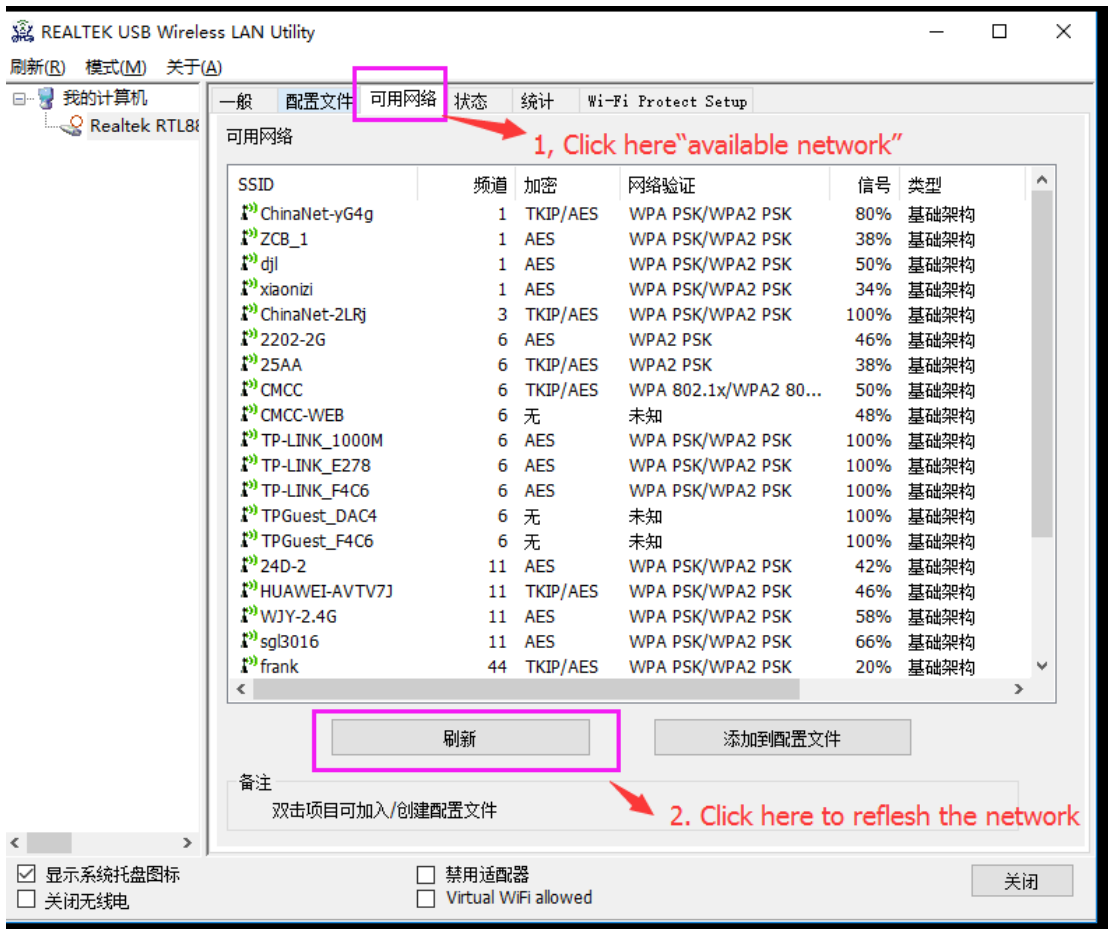 REALTEK USB Wireless LAN Utility
刷新(R) 模式(M) 关于(A)
我的计算机
Realtek RTL88
一般 配置文件 可用网络 状态 统计 Wi-Fi Protect Setup
可用网络
1, Click here“available network”
SSID 频道 加密 网络验证 信号 类型
ChinaNet-yG4g 1 TKIP/AES WPA PSK/WPA2 PSK 80% 基础架构
ZCB_1 1 AES WPA PSK/WPA2 PSK 38% 基础架构
djl 1 AES WPA PSK/WPA2 PSK 50% 基础架构
xiaonizi 1 AES WPA PSK/WPA2 PSK 34% 基础架构
ChinaNet-2LRj 3 TKIP/AES WPA PSK/WPA2 PSK 100% 基础架构
2202-2G 6 AES WPA2 PSK 46% 基础架构
25AA 6 TKIP/AES WPA2 PSK 38% 基础架构
CMCC 6 TKIP/AES WPA 802.1x/WPA2 80... 50% 基础架构
CMCC-WEB 6 无 未知 48% 基础架构
TP-LINK_1000M 6 AES WPA PSK/WPA2 PSK 100% 基础架构
TP-LINK_E278 6 AES WPA PSK/WPA2 PSK 100% 基础架构
TP-LINK_F4C6 6 AES WPA PSK/WPA2 PSK 100% 基础架构
TPGuest_DAC4 6 无 未知 100% 基础架构
TPGuest_F4C6 6 无 未知 100% 基础架构
24D-2 11 AES WPA PSK/WPA2 PSK 42% 基础架构
HUAWEI-AVTV7J 11 TKIP/AES WPA PSK/WPA2 PSK 46% 基础架构
WJY-2.4G 11 AES WPA PSK/WPA2 PSK 58% 基础架构
sgl3016 11 AES WPA PSK/WPA2 PSK 66% 基础架构
frank 44 TKIP/AES WPA PSK/WPA2 PSK 20% 基础架构
刷新 添加到配置文件
备注
双击项目可加入/创建配置文件
2. Click here to reflesh the network
显示系统托盘图标 禁用适配器 关闭
关闭无线电 Virtual WiFi allowed